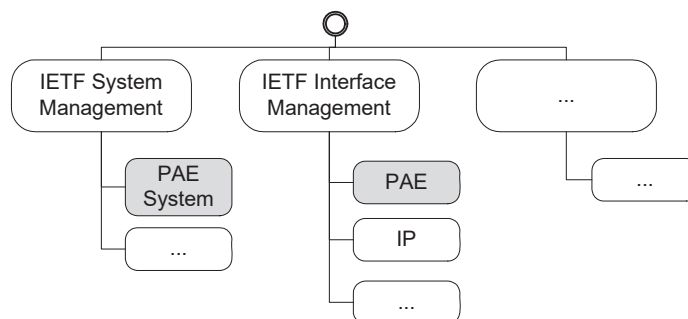 IETF System
Management
IETF Interface
Management
...
PAE
System
...
PAE
IP
...
...